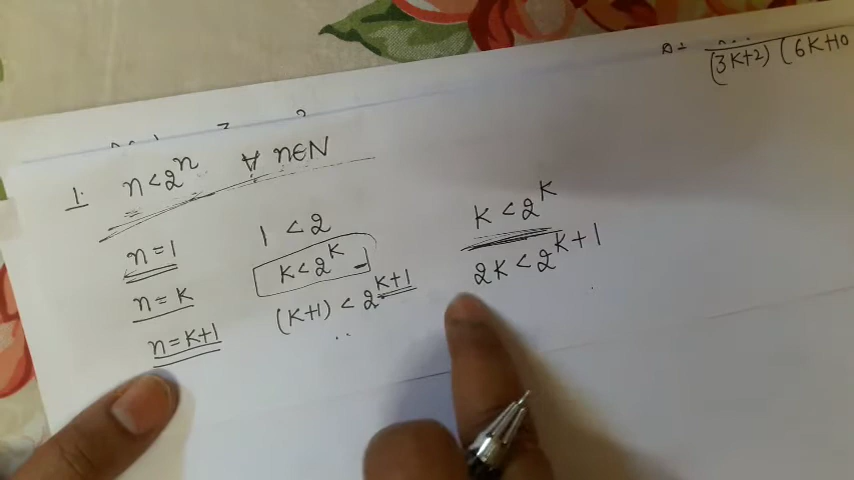 1. n < 2^n ∀ n∈N
n=1 1 < 2
n=k k < 2^k
n=k+1 (k+1) < 2^{k+1}
k < 2^k
2k < 2^{k+1}
(3k+2) (6k+10